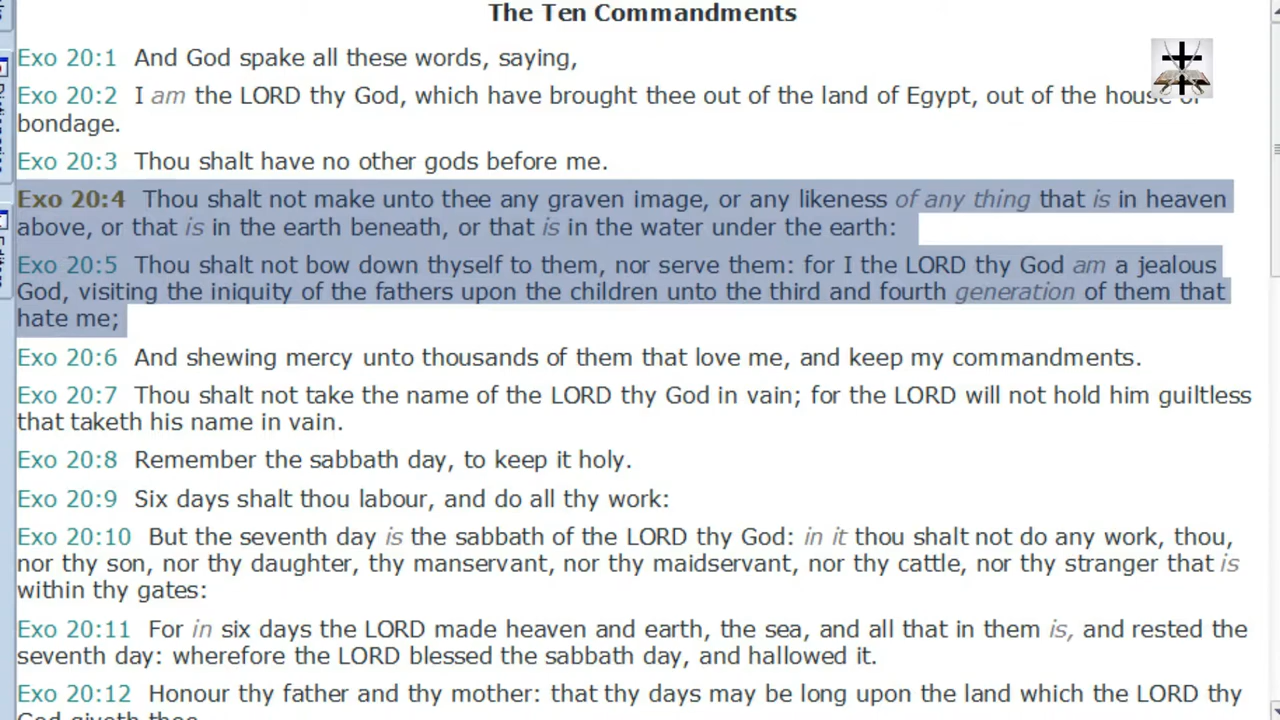 The Ten Commandments
Exo 20:1 And God spake all these words, saying,
Exo 20:2 I am the LORD thy God, which have brought thee out of the land of Egypt, out of the house of
bondage.
Exo 20:3 Thou shalt have no other gods before me.
Exo 20:4 Thou shalt not make unto thee any graven image, or any likeness of any thing that is in heaven
above, or that is in the earth beneath, or that is in the water under the earth:
Exo 20:5 Thou shalt not bow down thyself to them, nor serve them: for I the LORD thy God am a jealous
God, visiting the iniquity of the fathers upon the children unto the third and fourth generation of them that
hate me;
Exo 20:6 And shewing mercy unto thousands of them that love me, and keep my commandments.
Exo 20:7 Thou shalt not take the name of the LORD thy God in vain; for the LORD will not hold him guiltless
that taketh his name in vain.
Exo 20:8 Remember the sabbath day, to keep it holy.
Exo 20:9 Six days shalt thou labour, and do all thy work:
Exo 20:10 But the seventh day is the sabbath of the LORD thy God: in it thou shalt not do any work, thou,
nor thy son, nor thy daughter, thy manservant, nor thy maidservant, nor thy cattle, nor thy stranger that is
within thy gates:
Exo 20:11 For in six days the LORD made heaven and earth, the sea, and all that in them is, and rested the
seventh day: wherefore the LORD blessed the sabbath day, and hallowed it.
Exo 20:12 Honour thy father and thy mother: that thy days may be long upon the land which the LORD thy
God giveth thee